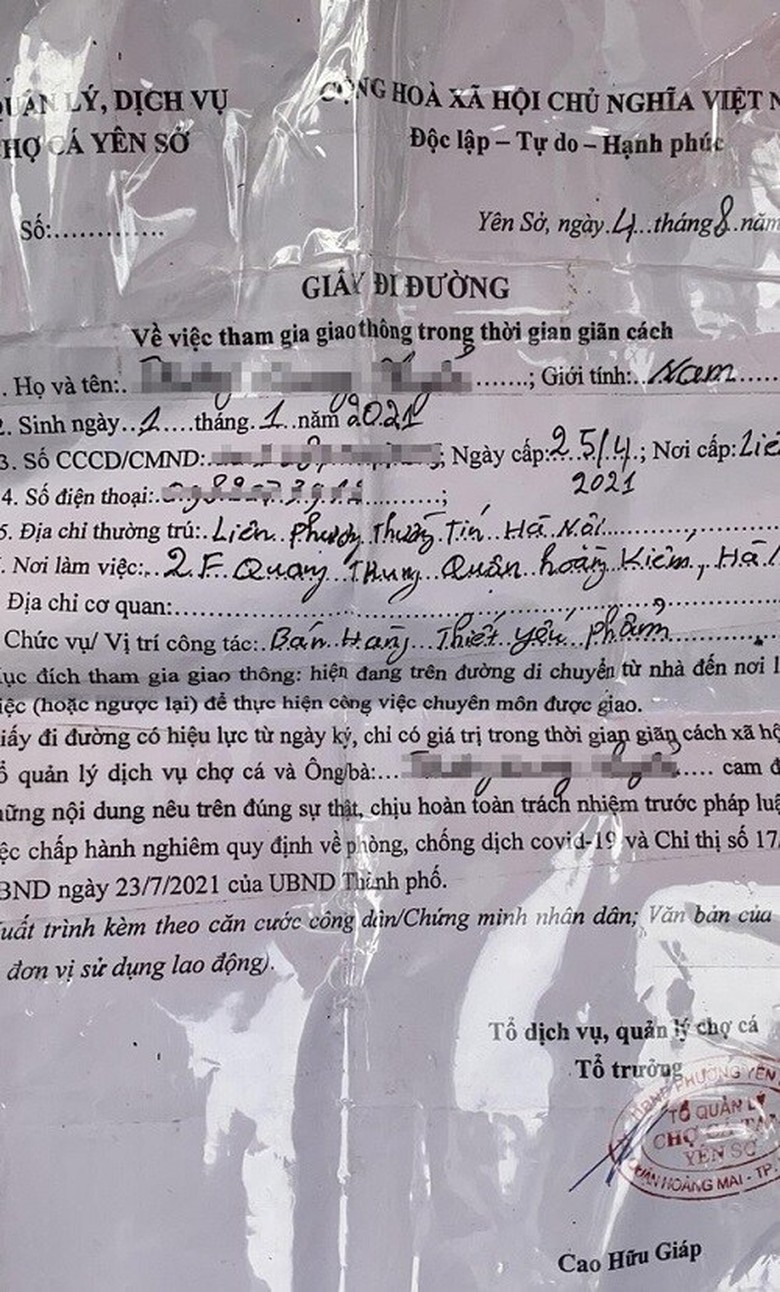 QUẢN LÝ, DỊCH VỤ
CỘNG HOÀ XÃ HỘI CHỦ NGHĨA VIỆT N
HỢ CÁ YÊN SỞ
Độc lập – Tự do – Hạnh phúc
Số:.............
Yên Sở, ngày.4...tháng 8..năm
GIẤY ĐI ĐƯỜNG
Về việc tham gia giao thông trong thời gian giãn cách
. Họ và tên:. .......; Giới tính:..Nam.....
2. Sinh ngày..1....tháng.1..năm 2021
3. Số CCCD/CMND: ; Ngày cấp:25/4.; Nơi cấp:Liê
2021
4. Số điện thoại: ..........;
5. Địa chỉ thường trú:.Liên..phương..Thường Tín..Hà Nội
. Nơi làm việc:..2.F Quang Trung..Quận hoàn Kiếm, Hà
Địa chỉ cơ quan:
Chức vụ/ Vị trí công tác:.Bán Hàng Thiết yếu phẩm
ục đích tham gia giao thông: hiện đang trên đường di chuyển từ nhà đến nơi l
iệc (hoặc ngược lại) để thực hiện công việc chuyên môn được giao.
iấy đi đường có hiệu lực từ ngày ký, chỉ có giá trị trong thời gian giãn cách xã hộ
ổ quản lý dịch vụ chợ cá và Ông/bà:... ..... cam đ
hững nội dung nêu trên đúng sự thật, chịu hoàn toàn trách nhiệm trước pháp luậ
ệc chấp hành nghiêm quy định về phòng, chống dịch covid-19 và Chỉ thị số 17/
BND ngày 23/7/2021 của UBND Thành phố.
uất trình kèm theo căn cước công dân/Chứng minh nhân dân; Văn bản của
đơn vị sử dụng lao động).
Tổ dịch vụ, quản lý chợ cá
Tổ trưởng
UBND PHƯỜNG YÊN
TỔ QUẢN LÝ
CHỢ CÁ TẠI
YÊN SỞ
QUẬN HOÀNG MAI - TP.
Cao Hữu Giáp